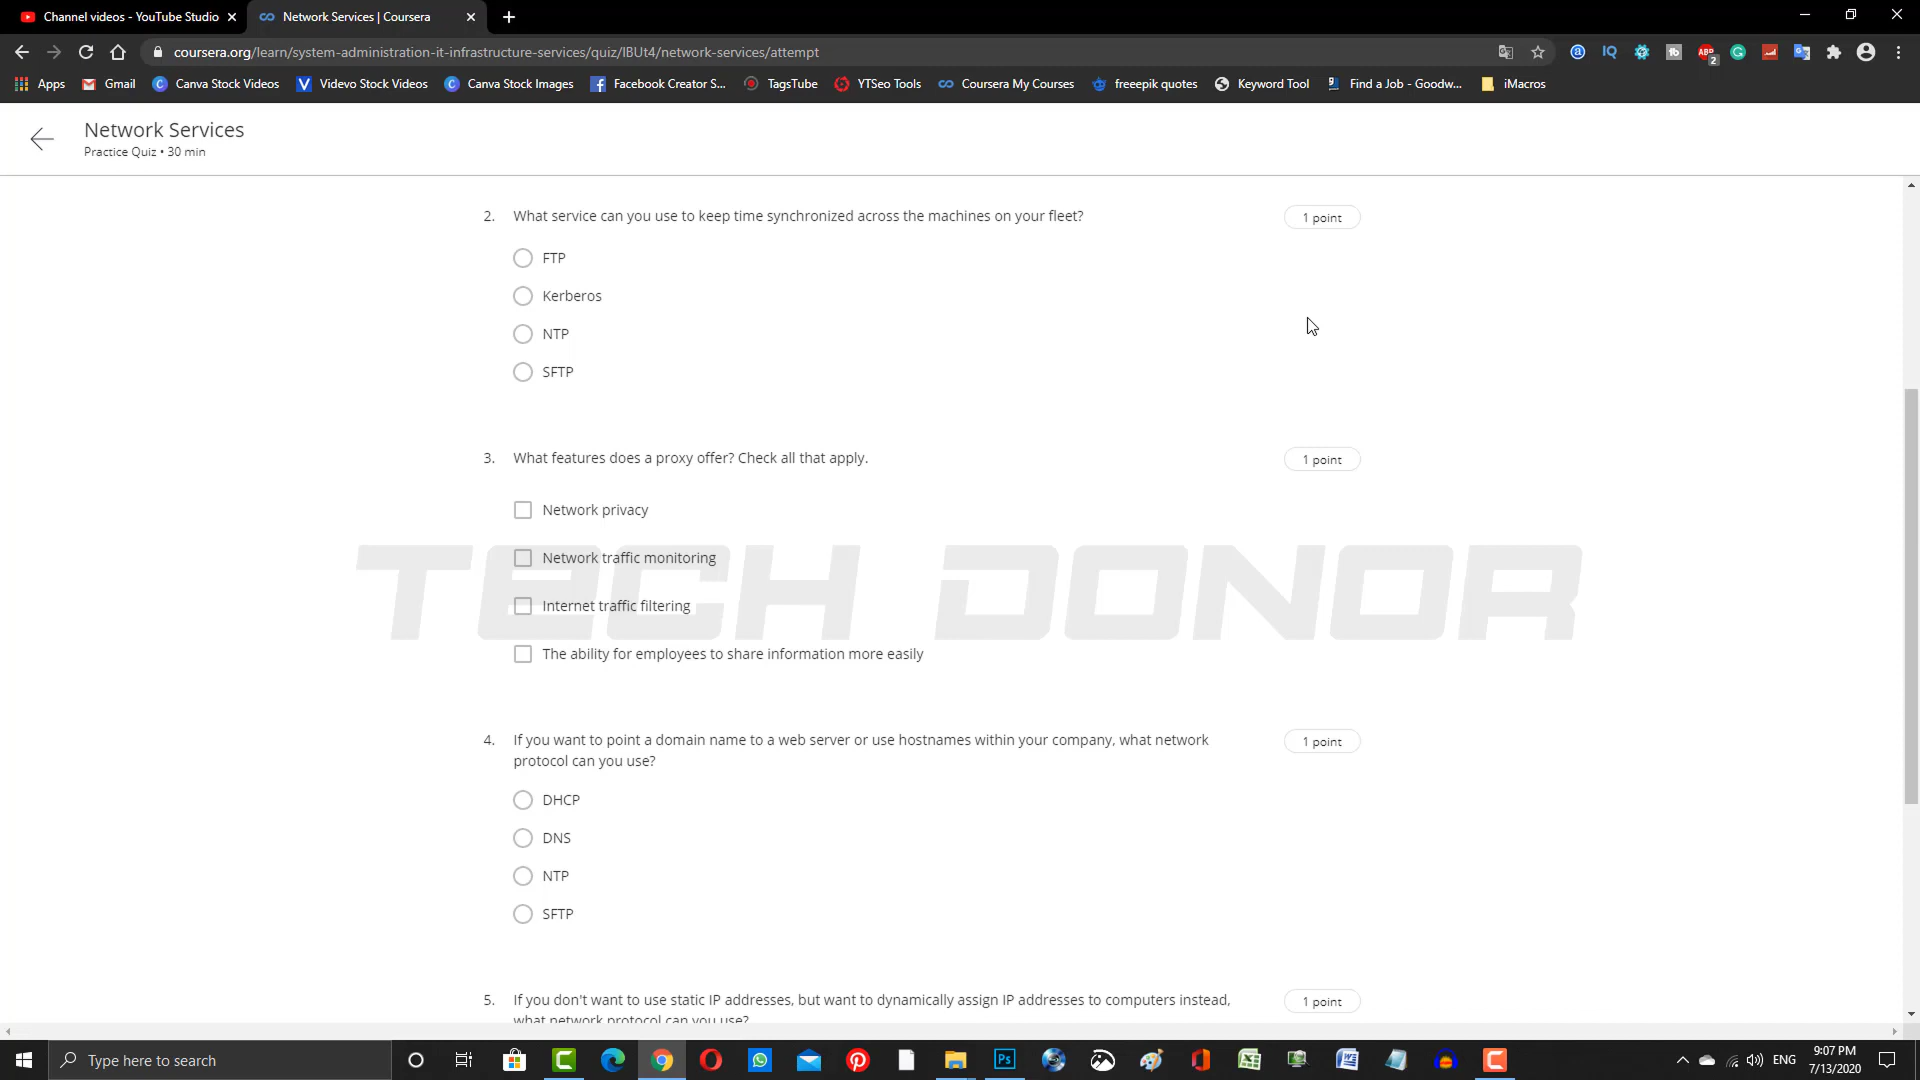 Channel videos - YouTube Studio
Network Services | Coursera
coursera.org/learn/system-administration-it-infrastructure-services/quiz/IBUt4/network-services/attempt
Apps
Gmail
Canva Stock Videos
Videvo Stock Videos
Canva Stock Images
Facebook Creator S...
TagsTube
YTSeo Tools
Coursera My Courses
freeepik quotes
Keyword Tool
Find a Job - Goodw...
iMacros
Network Services
Practice Quiz • 30 min
2. What service can you use to keep time synchronized across the machines on your fleet?
1 point
FTP
Kerberos
NTP
SFTP
3. What features does a proxy offer? Check all that apply.
1 point
Network privacy
Network traffic monitoring
Internet traffic filtering
The ability for employees to share information more easily
TECH DONOR
4. If you want to point a domain name to a web server or use hostnames within your company, what network
protocol can you use?
1 point
DHCP
DNS
NTP
SFTP
5. If you don't want to use static IP addresses, but want to dynamically assign IP addresses to computers instead,
what network protocol can you use?
1 point
Type here to search
ENG
9:07 PM
7/13/2020